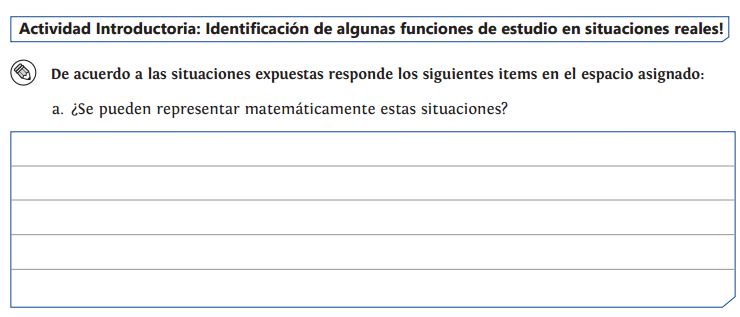 Actividad Introductoria: Identificación de algunas funciones de estudio en situaciones reales!
De acuerdo a las situaciones expuestas responde los siguientes items en el espacio asignado:
a. ¿Se pueden representar matemáticamente estas situaciones?